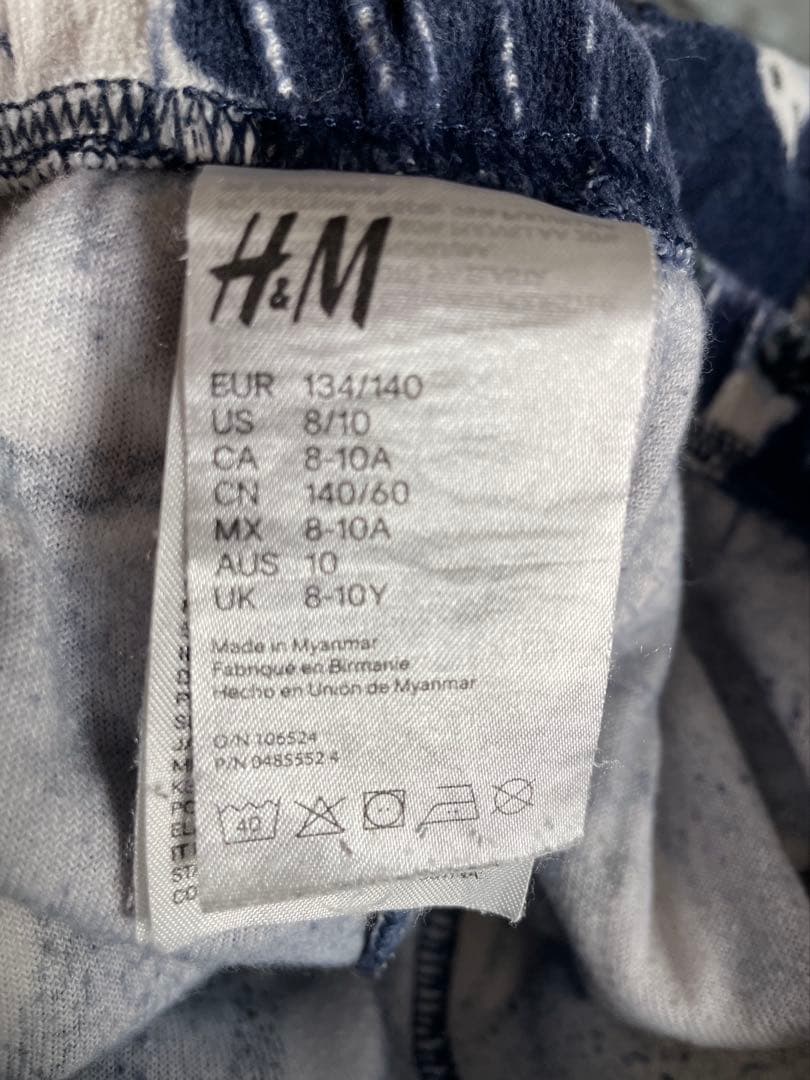 H&M
EUR 134/140
US 8/10
CA 8-10A
CN 140/60
MX 8-10A
AUS 10
UK 8-10Y
Made in Myanmar
Fabriqué en Birmanie
Hecho en Unión de Myanmar
O/N 106524
P/N 0485552 4
40